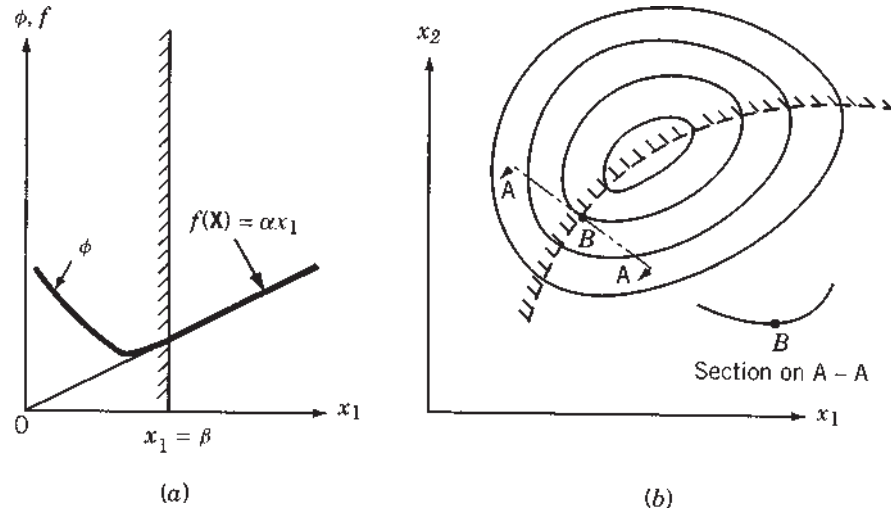 ϕ, f
f(X) = αx₁
ϕ
0
x₁
x₁ = β
(a)
x₂
A
B
A
B
Section on A – A
x₁
(b)